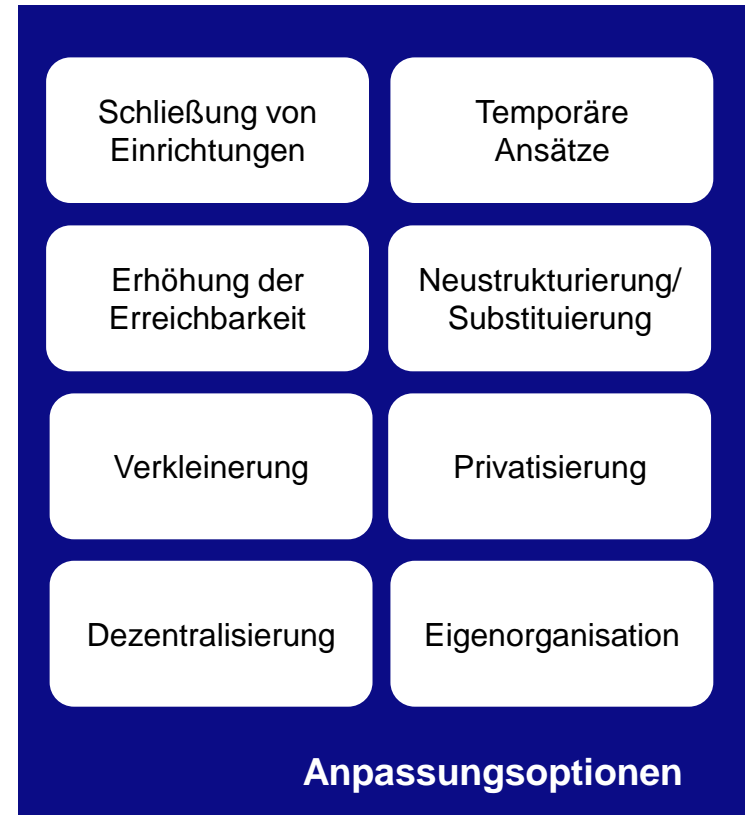 Schließung von
Einrichtungen
Temporäre
Ansätze
Erhöhung der
Erreichbarkeit
Neustrukturierung/
Substituierung
Verkleinerung
Privatisierung
Dezentralisierung
Eigenorganisation
Anpassungsoptionen